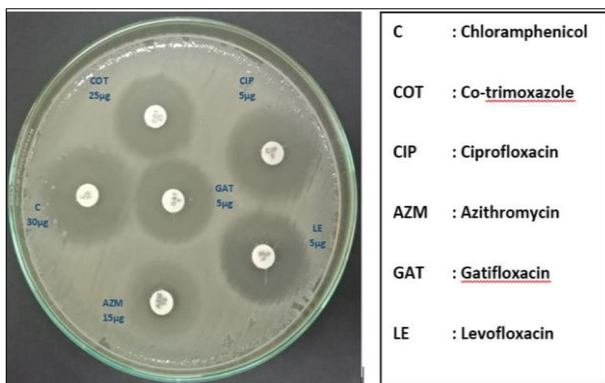 COT
25µg
CIP
5µg
GAT
5µg
C
30µg
LE
5µg
AZM
15µg
C : Chloramphenicol
COT : Co-trimoxazole
CIP : Ciprofloxacin
AZM : Azithromycin
GAT : Gatifloxacin
LE : Levofloxacin